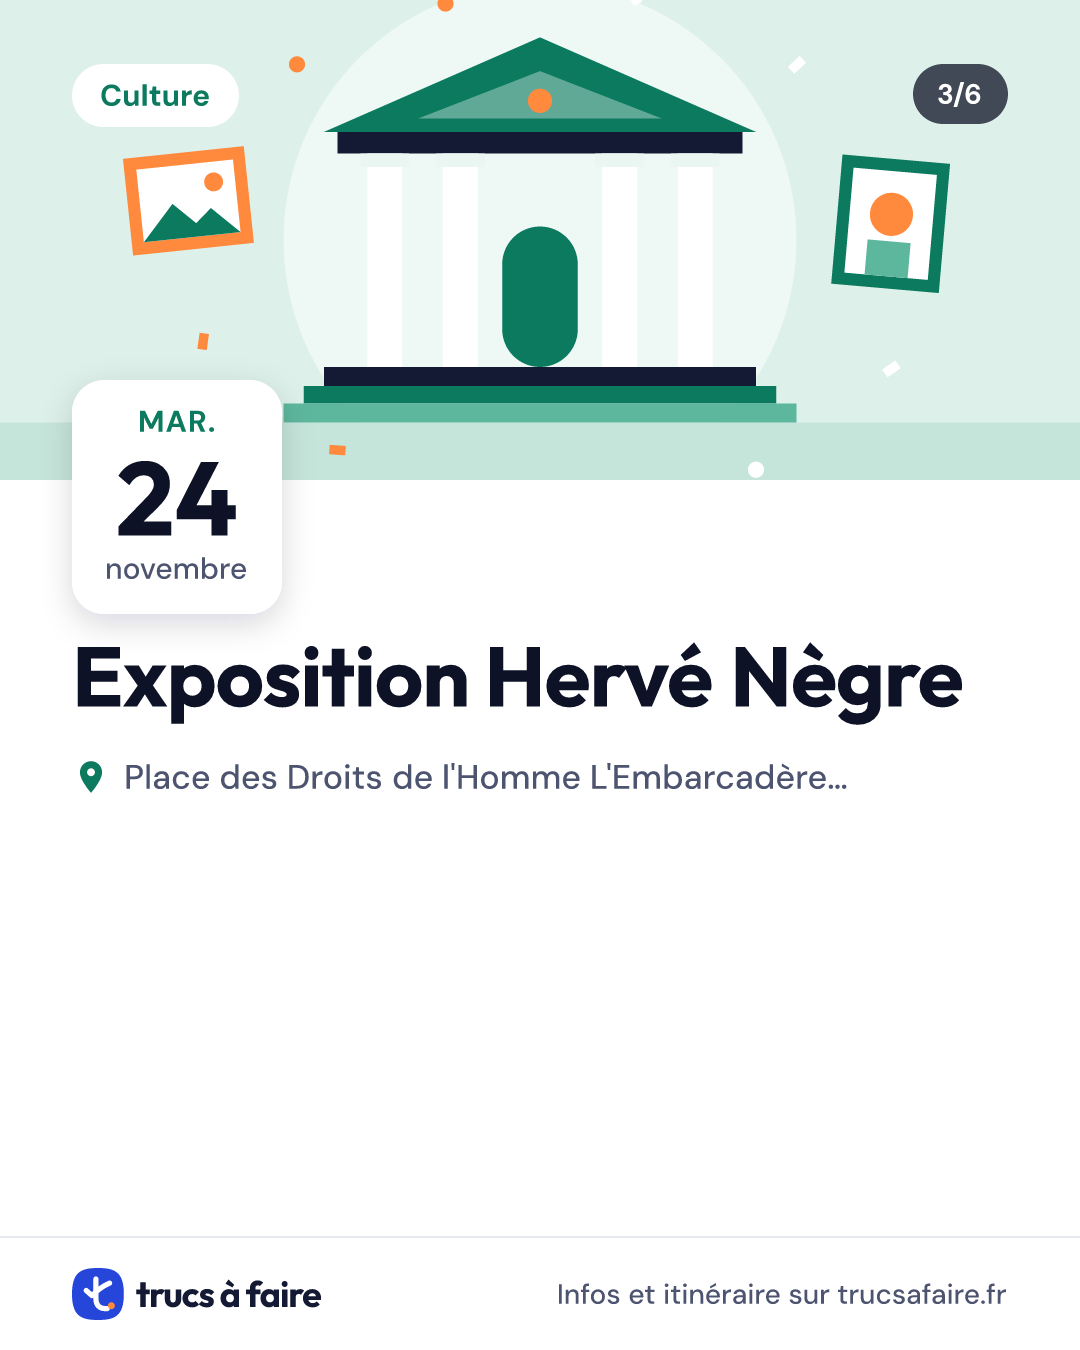 Culture
3/6
MAR.
24
novembre
Exposition Hervé Nègre
Place des Droits de l'Homme L'Embarcadère...
trucs à faire
Infos et itinéraire sur trucsafaire.fr